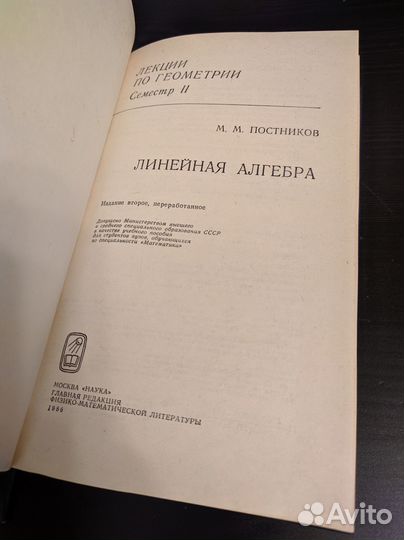 ЛЕКЦИИ
ПО ГЕОМЕТРИИ
Семестр II
М. М. ПОСТНИКОВ
ЛИНЕЙНАЯ АЛГЕБРА
Издание второе, переработанное
Допущено Министерством высшего
и среднего специального образования СССР
в качестве учебного пособия
для студентов вузов, обучающихся
по специальности «Математика»
МОСКВА «НАУКА»
ГЛАВНАЯ РЕДАКЦИЯ
ФИЗИКО-МАТЕМАТИЧЕСКОЙ ЛИТЕРАТУРЫ
1986
Avito